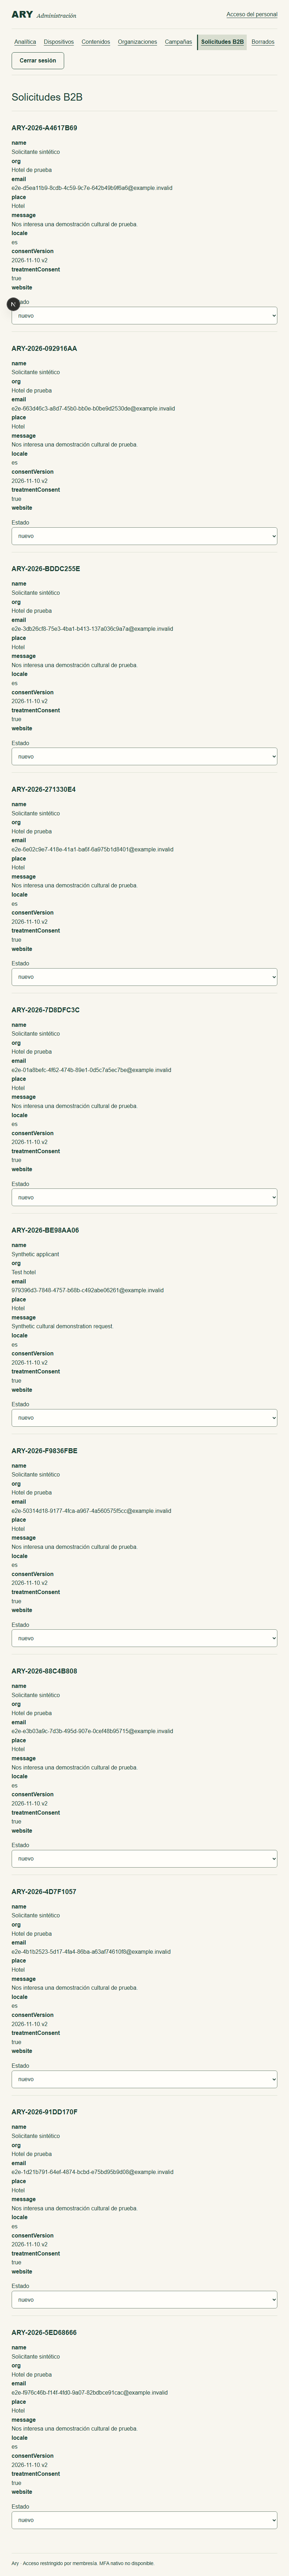 ARY Administración
Acceso del personal
Analítica Dispositivos Contenidos Organizaciones Campañas Solicitudes B2B Borrados
Cerrar sesión
Solicitudes B2B
ARY-2026-A4617B69
name
Solicitante sintético
org
Hotel de prueba
email
e2e-d5ea11b9-8cdb-4c59-9c7e-642b49b9f6a6@example.invalid
place
Hotel
message
Nos interesa una demostración cultural de prueba.
locale
es
consentVersion
2026-11-10.v2
treatmentConsent
true
website
N
nuevo
ARY-2026-092916AA
name
Solicitante sintético
org
Hotel de prueba
email
e2e-663d46c3-a8d7-45b0-bb0e-b0be9d2530de@example.invalid
place
Hotel
message
Nos interesa una demostración cultural de prueba.
locale
es
consentVersion
2026-11-10.v2
treatmentConsent
true
website
Estado
nuevo
ARY-2026-BDDC255E
name
Solicitante sintético
org
Hotel de prueba
email
e2e-3db26cf8-75e3-4ba1-b413-137a036c9a7a@example.invalid
place
Hotel
message
Nos interesa una demostración cultural de prueba.
locale
es
consentVersion
2026-11-10.v2
treatmentConsent
true
website
Estado
nuevo
ARY-2026-271330E4
name
Solicitante sintético
org
Hotel de prueba
email
e2e-6e02c9e7-418e-41a1-ba6f-6a975b1d8401@example.invalid
place
Hotel
message
Nos interesa una demostración cultural de prueba.
locale
es
consentVersion
2026-11-10.v2
treatmentConsent
true
website
Estado
nuevo
ARY-2026-7D8DFC3C
name
Solicitante sintético
org
Hotel de prueba
email
e2e-01a8befc-4f62-474b-89e1-0d5c7a5ec7be@example.invalid
place
Hotel
message
Nos interesa una demostración cultural de prueba.
locale
es
consentVersion
2026-11-10.v2
treatmentConsent
true
website
Estado
nuevo
ARY-2026-BE98AA06
name
Synthetic applicant
org
Test hotel
email
979396d3-7848-4757-b68b-c492abe06261@example.invalid
place
Hotel
message
Synthetic cultural demonstration request
locale
es
consentVersion
2026-11-10.v2
treatmentConsent
true
website
Estado
nuevo
ARY-2026-F9836FBE
name
Solicitante sintético
org
Hotel de prueba
email
e2e-50314d18-9177-4fca-a967-4a560575f5cc@example.invalid
place
Hotel
message
Nos interesa una demostración cultural de prueba.
locale
es
consentVersion
2026-11-10.v2
treatmentConsent
true
website
Estado
nuevo
ARY-2026-88C4B808
name
Solicitante sintético
org
Hotel de prueba
email
e2e-e3b03a9c-7d3b-495d-907e-0cef48b95715@example.invalid
place
Hotel
message
Nos interesa una demostración cultural de prueba.
locale
es
consentVersion
2026-11-10.v2
treatmentConsent
true
website
Estado
nuevo
ARY-2026-4D7F1057
name
Solicitante sintético
org
Hotel de prueba
email
e2e-4b1b2523-5d17-4fa4-86ba-a63af74610f8@example.invalid
place
Hotel
message
Nos interesa una demostración cultural de prueba.
locale
es
consentVersion
2026-11-10.v2
treatmentConsent
true
website
Estado
nuevo
ARY-2026-91DD170F
name
Solicitante sintético
org
Hotel de prueba
email
e2e-1d21b791-64ef-4874-bcbd-e75bd95b9d08@example.invalid
place
Hotel
message
Nos interesa una demostración cultural de prueba.
locale
es
consentVersion
2026-11-10.v2
treatmentConsent
true
website
Estado
nuevo
ARY-2026-5ED68666
name
Solicitante sintético
org
Hotel de prueba
email
e2e-f976c46b-f14f-4fd0-9a07-82bdbce91cac@example.invalid
place
Hotel
message
Nos interesa una demostración cultural de prueba.
locale
es
consentVersion
2026-11-10.v2
treatmentConsent
true
website
Estado
nuevo
Ary · Acceso restringido por membresía. MFA nativo no disponible.